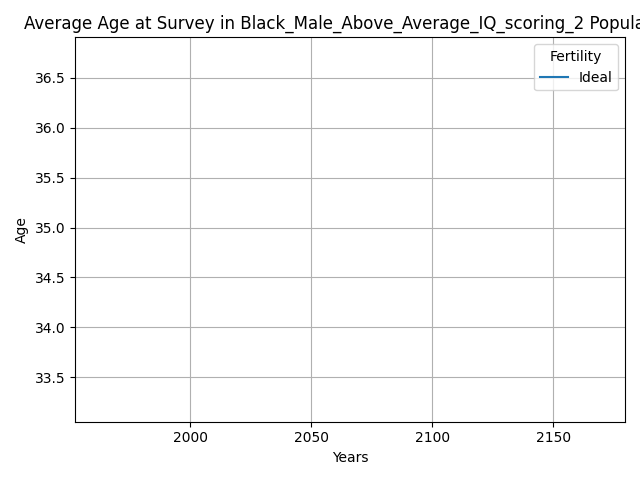 Average Age at Survey in Black_Male_Above_Average_IQ_scoring_2 Popula
Fertility
Ideal
36.5
36.0
35.5
35.0
34.5
34.0
33.5
Age
2000 2050 2100 2150
Years